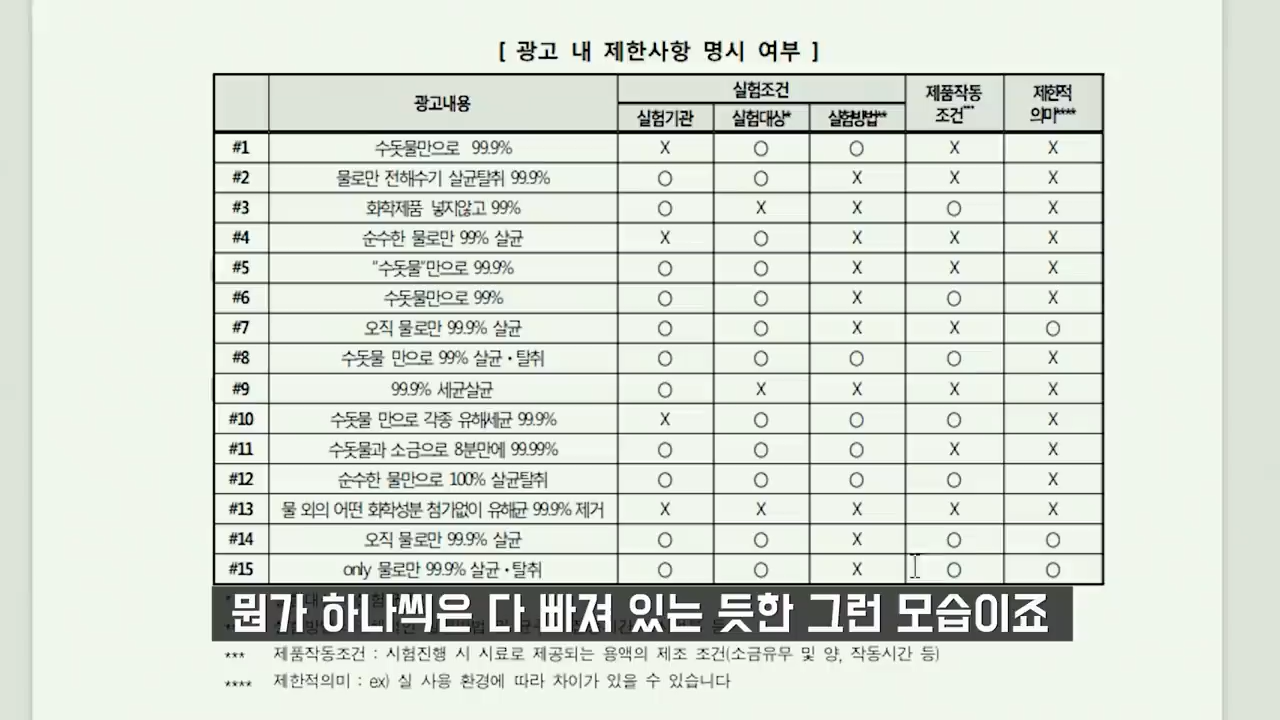 [ 광고 내 제한사항 명시 여부 ]
광고내용 실험조건 제품작동조건*** 제한적 의미****
실험기관 실험대상* 실험방법**
#1 수돗물만으로 99.9% X ○ ○ X X
#2 물로만 전해수기 살균탈취 99.9% ○ ○ X X X
#3 화학제품 넣지않고 99% ○ X X ○ X
#4 순수한 물로만 99% 살균 X ○ X X X
#5 "수돗물"만으로 99.9% ○ ○ X X X
#6 수돗물만으로 99% ○ ○ X ○ X
#7 오직 물로만 99.9% 살균 ○ ○ X X ○
#8 수돗물 만으로 99% 살균・탈취 ○ ○ ○ ○ X
#9 99.9% 세균살균 ○ X X X X
#10 수돗물 만으로 각종 유해세균 99.9% X ○ ○ ○ X
#11 수돗물과 소금으로 8분만에 99.99% ○ ○ ○ X X
#12 순수한 물만으로 100% 살균탈취 ○ ○ ○ ○ X
#13 물 외의 어떤 화학성분 첨가없이 유해균 99.9% 제거 X X X X X
#14 오직 물로만 99.9% 살균 ○ ○ X ○ ○
#15 only 물로만 99.9% 살균・탈취 ○ ○ X ○ ○
뭔가 하나씩은 다 빠져 있는 듯한 그런 모습이죠
*** 제품작동조건 : 시험진행 시 시료로 제공되는 용액의 제조 조건(소금유무 및 양, 작동시간 등)
**** 제한적의미 : ex) 실 사용 환경에 따라 차이가 있을 수 있습니다